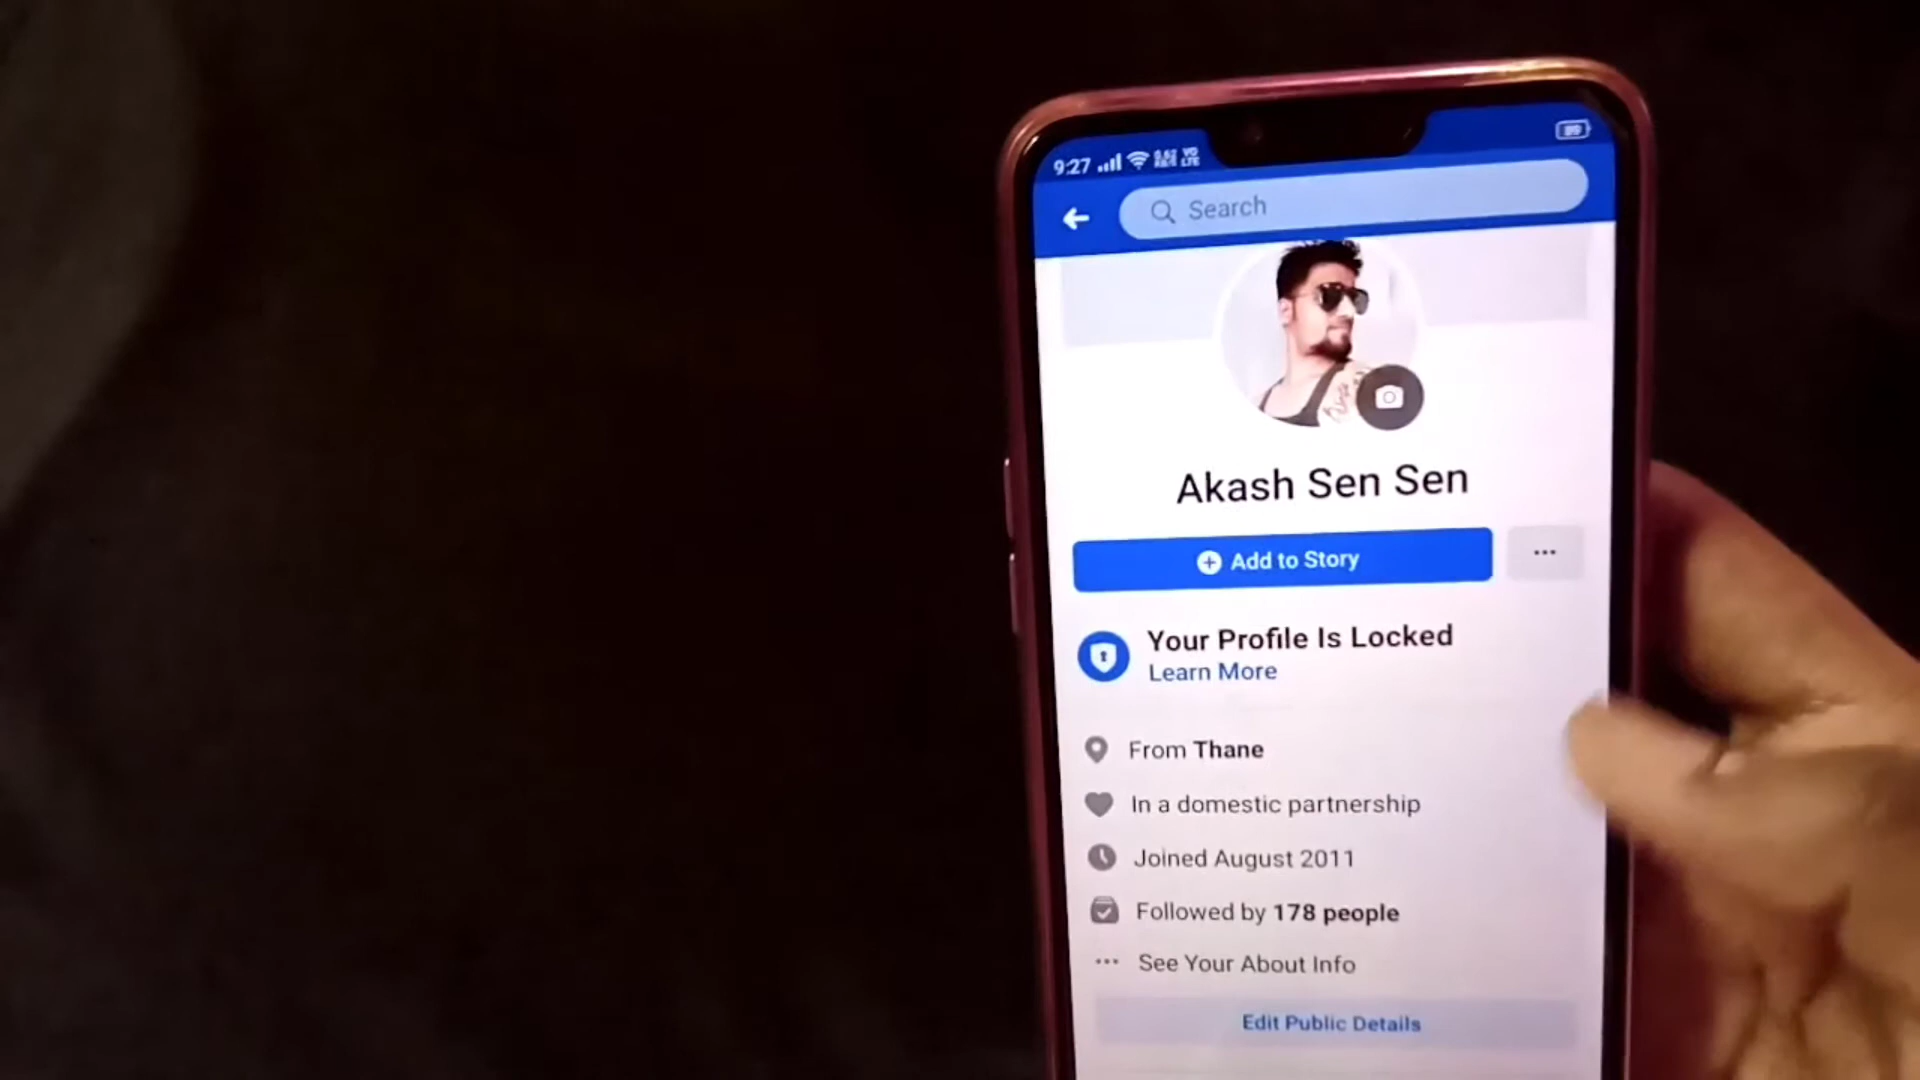 9:27
Search
Akash Sen Sen
Add to Story
Your Profile Is Locked
Learn More
From Thane
In a domestic partnership
Joined August 2011
Followed by 178 people
See Your About Info
Edit Public Details